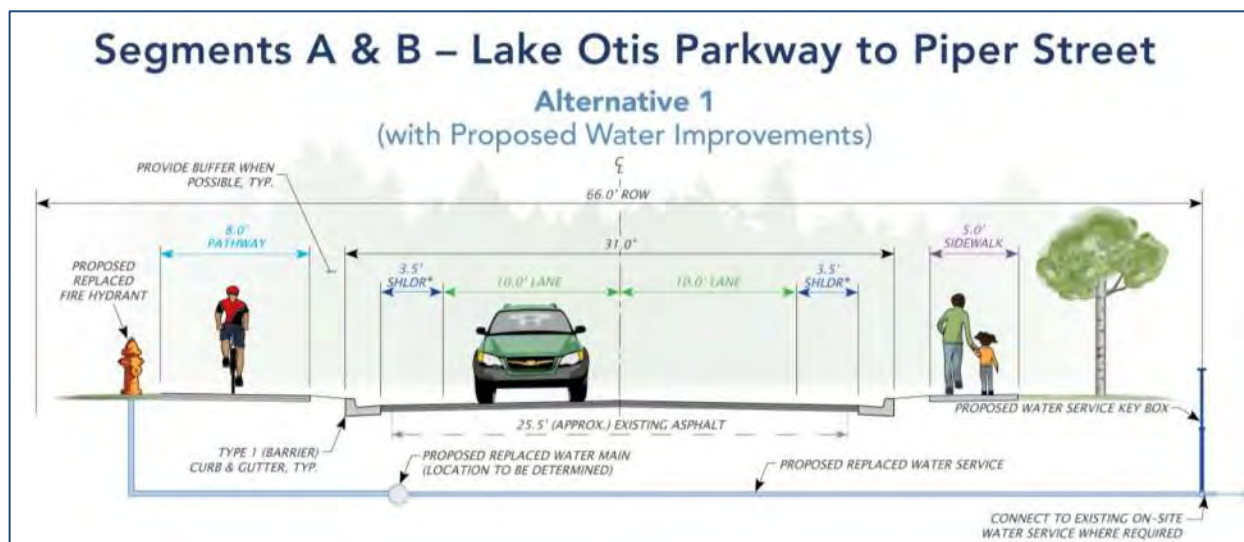 Segments A & B – Lake Otis Parkway to Piper Street
Alternative 1
(with Proposed Water Improvements)
PROVIDE BUFFER WHEN
POSSIBLE, TYP.
℄
66.0' ROW
8.0'
PATHWAY
31.0'
5.0'
SIDEWALK
PROPOSED
REPLACED
FIRE HYDRANT
3.5'
SHLDR*
10.0' LANE
10.0' LANE
3.5'
SHLDR*
PROPOSED WATER SERVICE KEY BOX
25.5' (APPROX.) EXISTING ASPHALT
TYPE 1 (BARRIER)
CURB & GUTTER, TYP.
PROPOSED REPLACED WATER MAIN
(LOCATION TO BE DETERMINED)
PROPOSED REPLACED WATER SERVICE
CONNECT TO EXISTING ON-SITE
WATER SERVICE WHERE REQUIRED